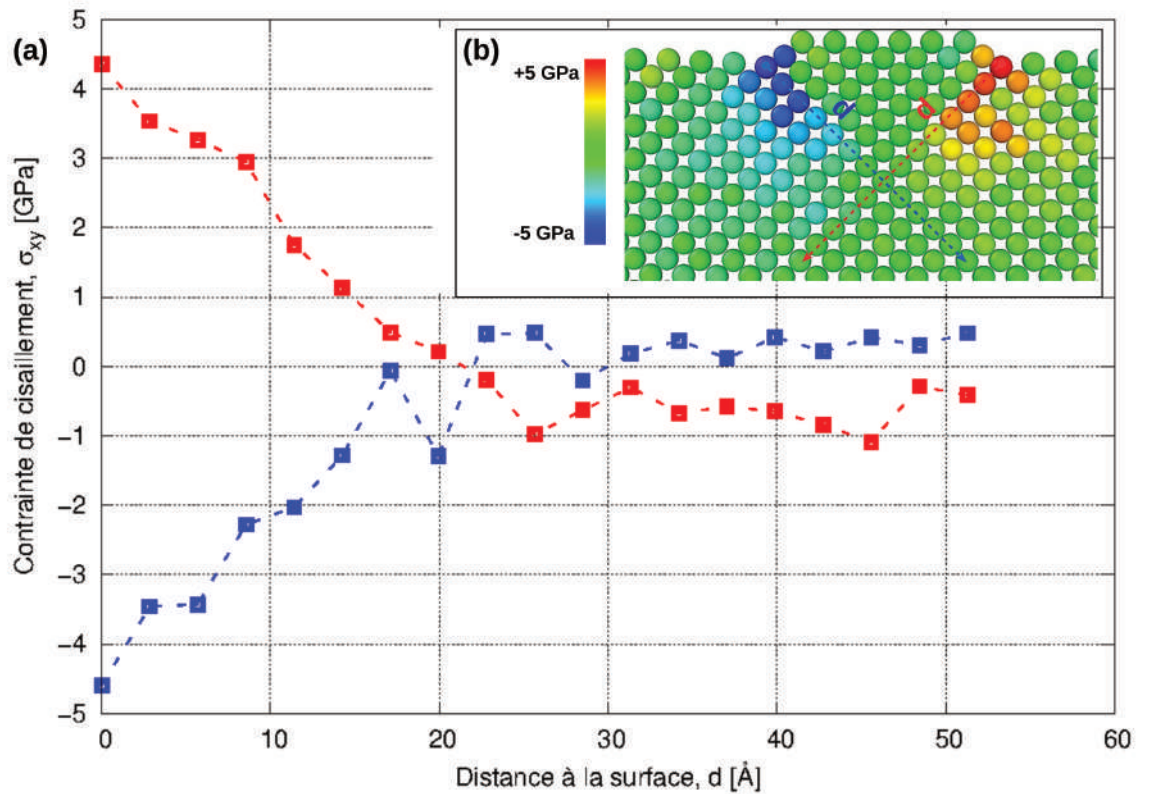 (a)
Contrainte de cisaillement, σxy [GPa]
5
4
3
2
1
0
−1
−2
−3
−4
−5
0 10 20 30 40 50 60
Distance à la surface, d [Å]
(b)
+5 GPa
-5 GPa
d
d